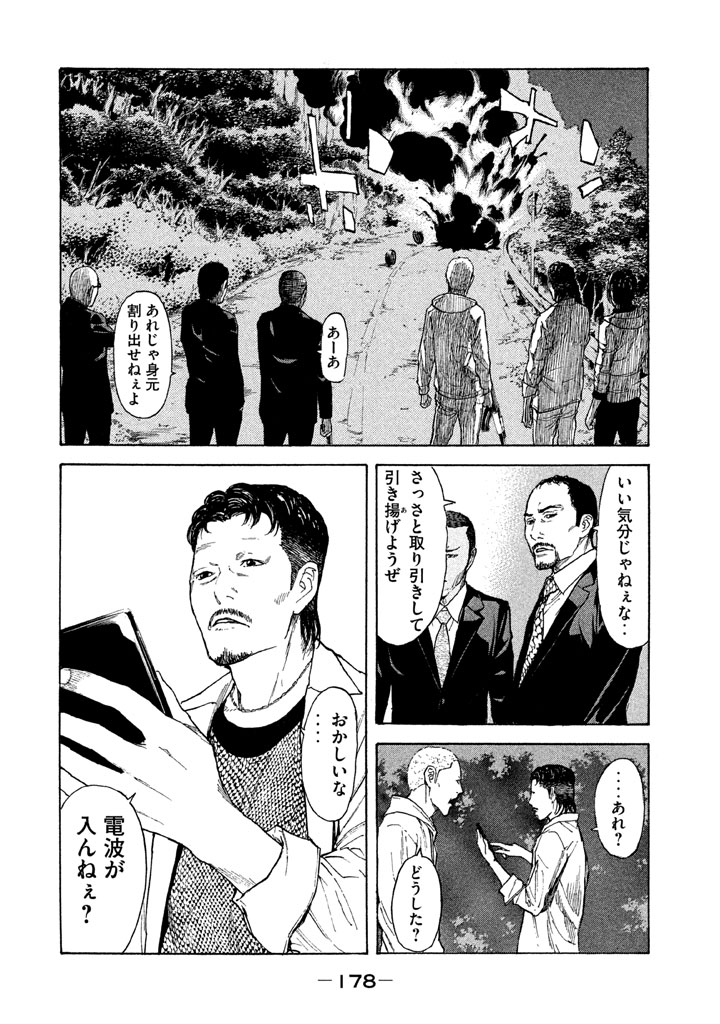 あーあ
あれじゃ身元
割り出せねぇよ
いい気分じゃねぇな‥
さっさと取り引きして
引き揚げようぜ
‥‥あれ?
どうした?
おかしいな
‥‥
電波が
入んねぇ?
—178—